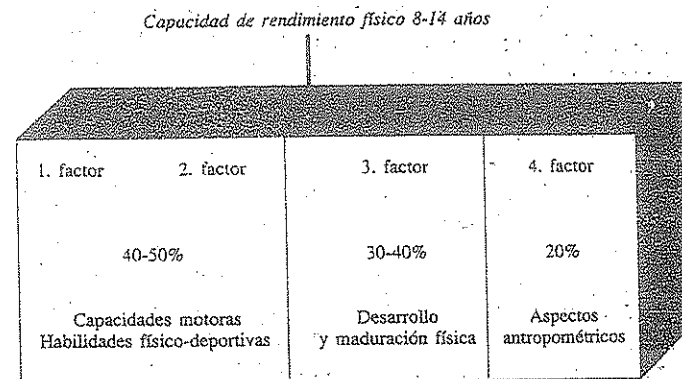 Capacidad de rendimiento físico 8-14 años
1. factor 2. factor 3. factor 4. factor
40-50% 30-40% 20%
Capacidades motoras Desarrollo Aspectos
Habilidades físico-deportivas y maduración física antropométricos